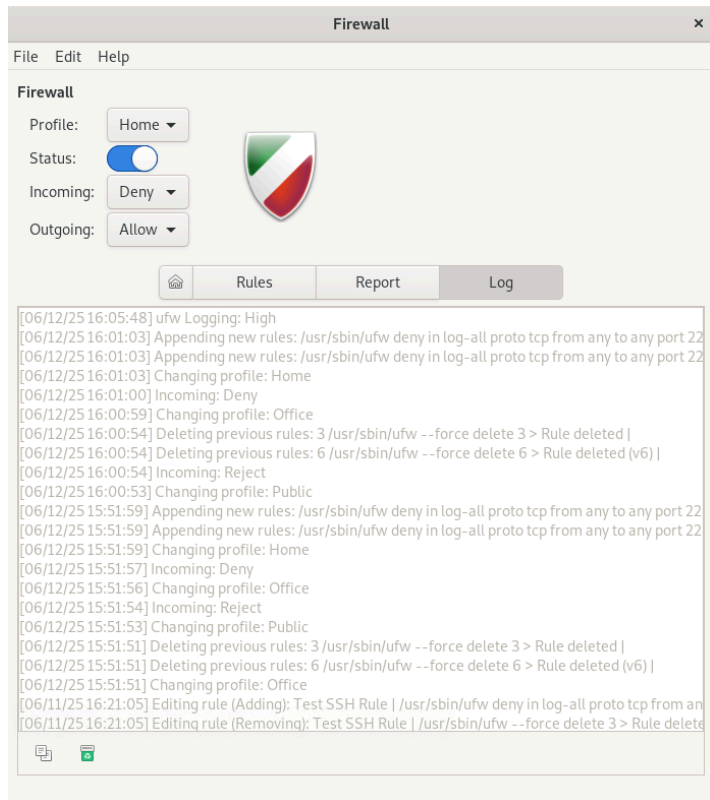 Firewall
File Edit Help
Firewall
Profile: Home
Status:
Incoming: Deny
Outgoing: Allow
Rules Report Log
[06/12/25 16:05:48] ufw Logging: High
[06/12/25 16:01:03] Appending new rules: /usr/sbin/ufw deny in log-all proto tcp from any to any port 22
[06/12/25 16:01:03] Appending new rules: /usr/sbin/ufw deny in log-all proto tcp from any to any port 22
[06/12/25 16:01:03] Changing profile: Home
[06/12/25 16:01:00] Incoming: Deny
[06/12/25 16:00:59] Changing profile: Office
[06/12/25 16:00:54] Deleting previous rules: 3 /usr/sbin/ufw --force delete 3 > Rule deleted |
[06/12/25 16:00:54] Deleting previous rules: 6 /usr/sbin/ufw --force delete 6 > Rule deleted (v6) |
[06/12/25 16:00:54] Incoming: Reject
[06/12/25 16:00:53] Changing profile: Public
[06/12/25 15:51:59] Appending new rules: /usr/sbin/ufw deny in log-all proto tcp from any to any port 22
[06/12/25 15:51:59] Appending new rules: /usr/sbin/ufw deny in log-all proto tcp from any to any port 22
[06/12/25 15:51:59] Changing profile: Home
[06/12/25 15:51:57] Incoming: Deny
[06/12/25 15:51:56] Changing profile: Office
[06/12/25 15:51:54] Incoming: Reject
[06/12/25 15:51:53] Changing profile: Public
[06/12/25 15:51:51] Deleting previous rules: 3 /usr/sbin/ufw --force delete 3 > Rule deleted |
[06/12/25 15:51:51] Deleting previous rules: 6 /usr/sbin/ufw --force delete 6 > Rule deleted (v6) |
[06/12/25 15:51:51] Changing profile: Office
[06/11/25 16:21:05] Editing rule (Adding): Test SSH Rule | /usr/sbin/ufw deny in log-all proto tcp from an
[06/11/25 16:21:05] Editing rule (Removing): Test SSH Rule | /usr/sbin/ufw --force delete 3 > Rule delete